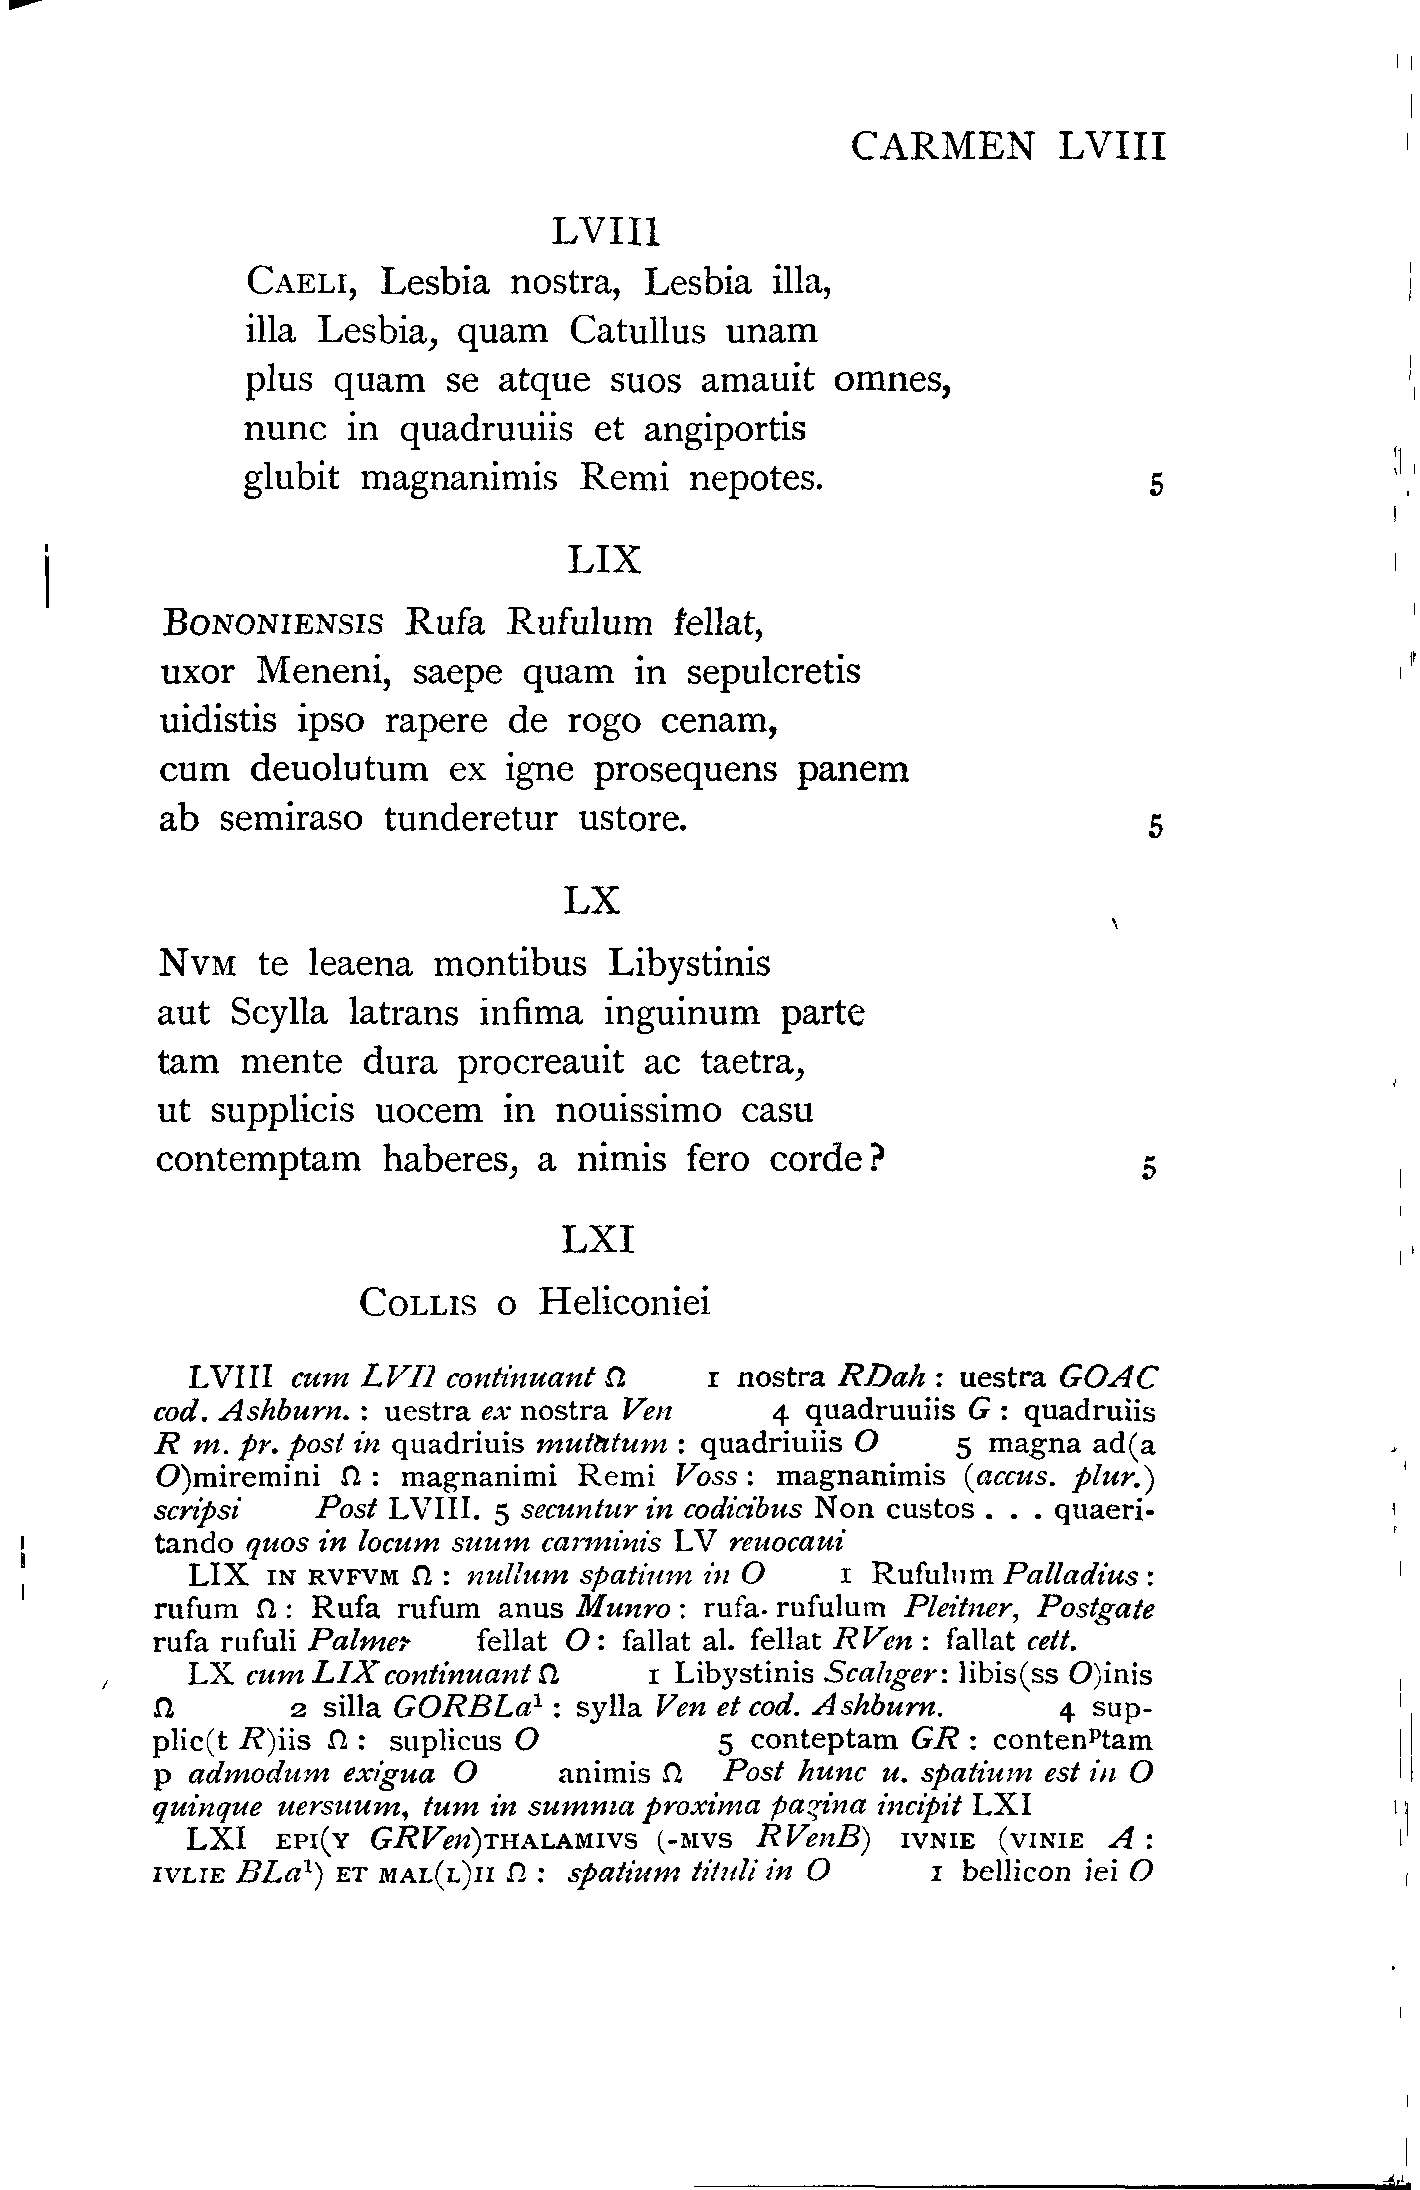 CARMEN LVIII
LVIII
CAELI, Lesbia nostra, Lesbia illa,
illa Lesbia, quam Catullus unam
plus quam se atque suos amauit omnes,
nunc in quadruuiis et angiportis
glubit magnanimis Remi nepotes. 5
LIX
BONONIENSIS Rufa Rufulum fellat,
uxor Meneni, saepe quam in sepulcretis
uidistis ipso rapere de rogo cenam,
cum deuolutum ex igne prosequens panem
ab semiraso tunderetur ustore. 5
LX
NVM te leaena montibus Libystinis
aut Scylla latrans infima inguinum parte
tam mente dura procreauit ac taetra,
ut supplicis uocem in nouissimo casu
contemptam haberes, a nimis fero corde? 5
LXI
COLLIS o Heliconiei
LVIII cum LVII continuant Ω 1 nostra RDah : uestra GOAC
cod. Ashburn. : uestra ex nostra Ven 4 quadruuiis G : quadruiis
R m. pr. post in quadriuis mutatum : quadriuiis O 5 magna ad(a
O)miremini Ω : magnanimi Remi Voss : magnanimis (accus. plur.)
scripsi Post LVIII. 5 secuntur in codicibus Non custos . . . quaeri-
tando quos in locum suum carminis LV reuocaui
LIX IN RVFVM Ω : nullum spatium in O 1 Rufulum Palladius :
rufum Ω : Rufa rufum anus Munro : rufa. rufulum Pleitner, Postgate
rufa rufuli Palmer fellat O : fallat al. fellat RVen : fallat cett.
LX cum LIX continuant Ω 1 Libystinis Scaliger : libis(ss O)inis
Ω 2 silla GORBLa¹ : sylla Ven et cod. Ashburn. 4 sup-
plic(t R)iis Ω : suplicus O 5 conteptam GR : contenᵖtam
p admodum exigua O animis Ω Post hunc u. spatium est in O
quinque uersuum, tum in summa proxima pagina incipit LXI
LXI EPI(Y GRVen)THALAMIVS (-MVS RVenB) IVNIE (VINIE A :
IVLIE BLa¹) ET MAL(L)II Ω : spatium tituli in O 1 bellicon iei O